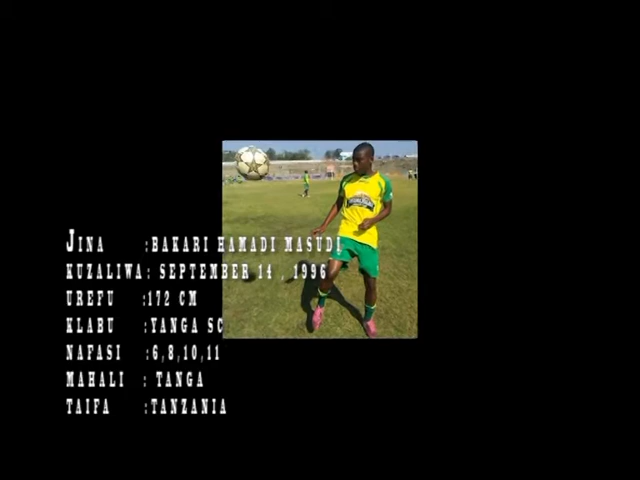 JINA :BAKARI HAMADI MASUDI
KUZALIWA: SEPTEMBER 14 , 1996
UREFU :172 CM
KLABU :YANGA SC
NAFASI :6,8,10,11
MAHALI : TANGA
TAIFA :TANZANIA